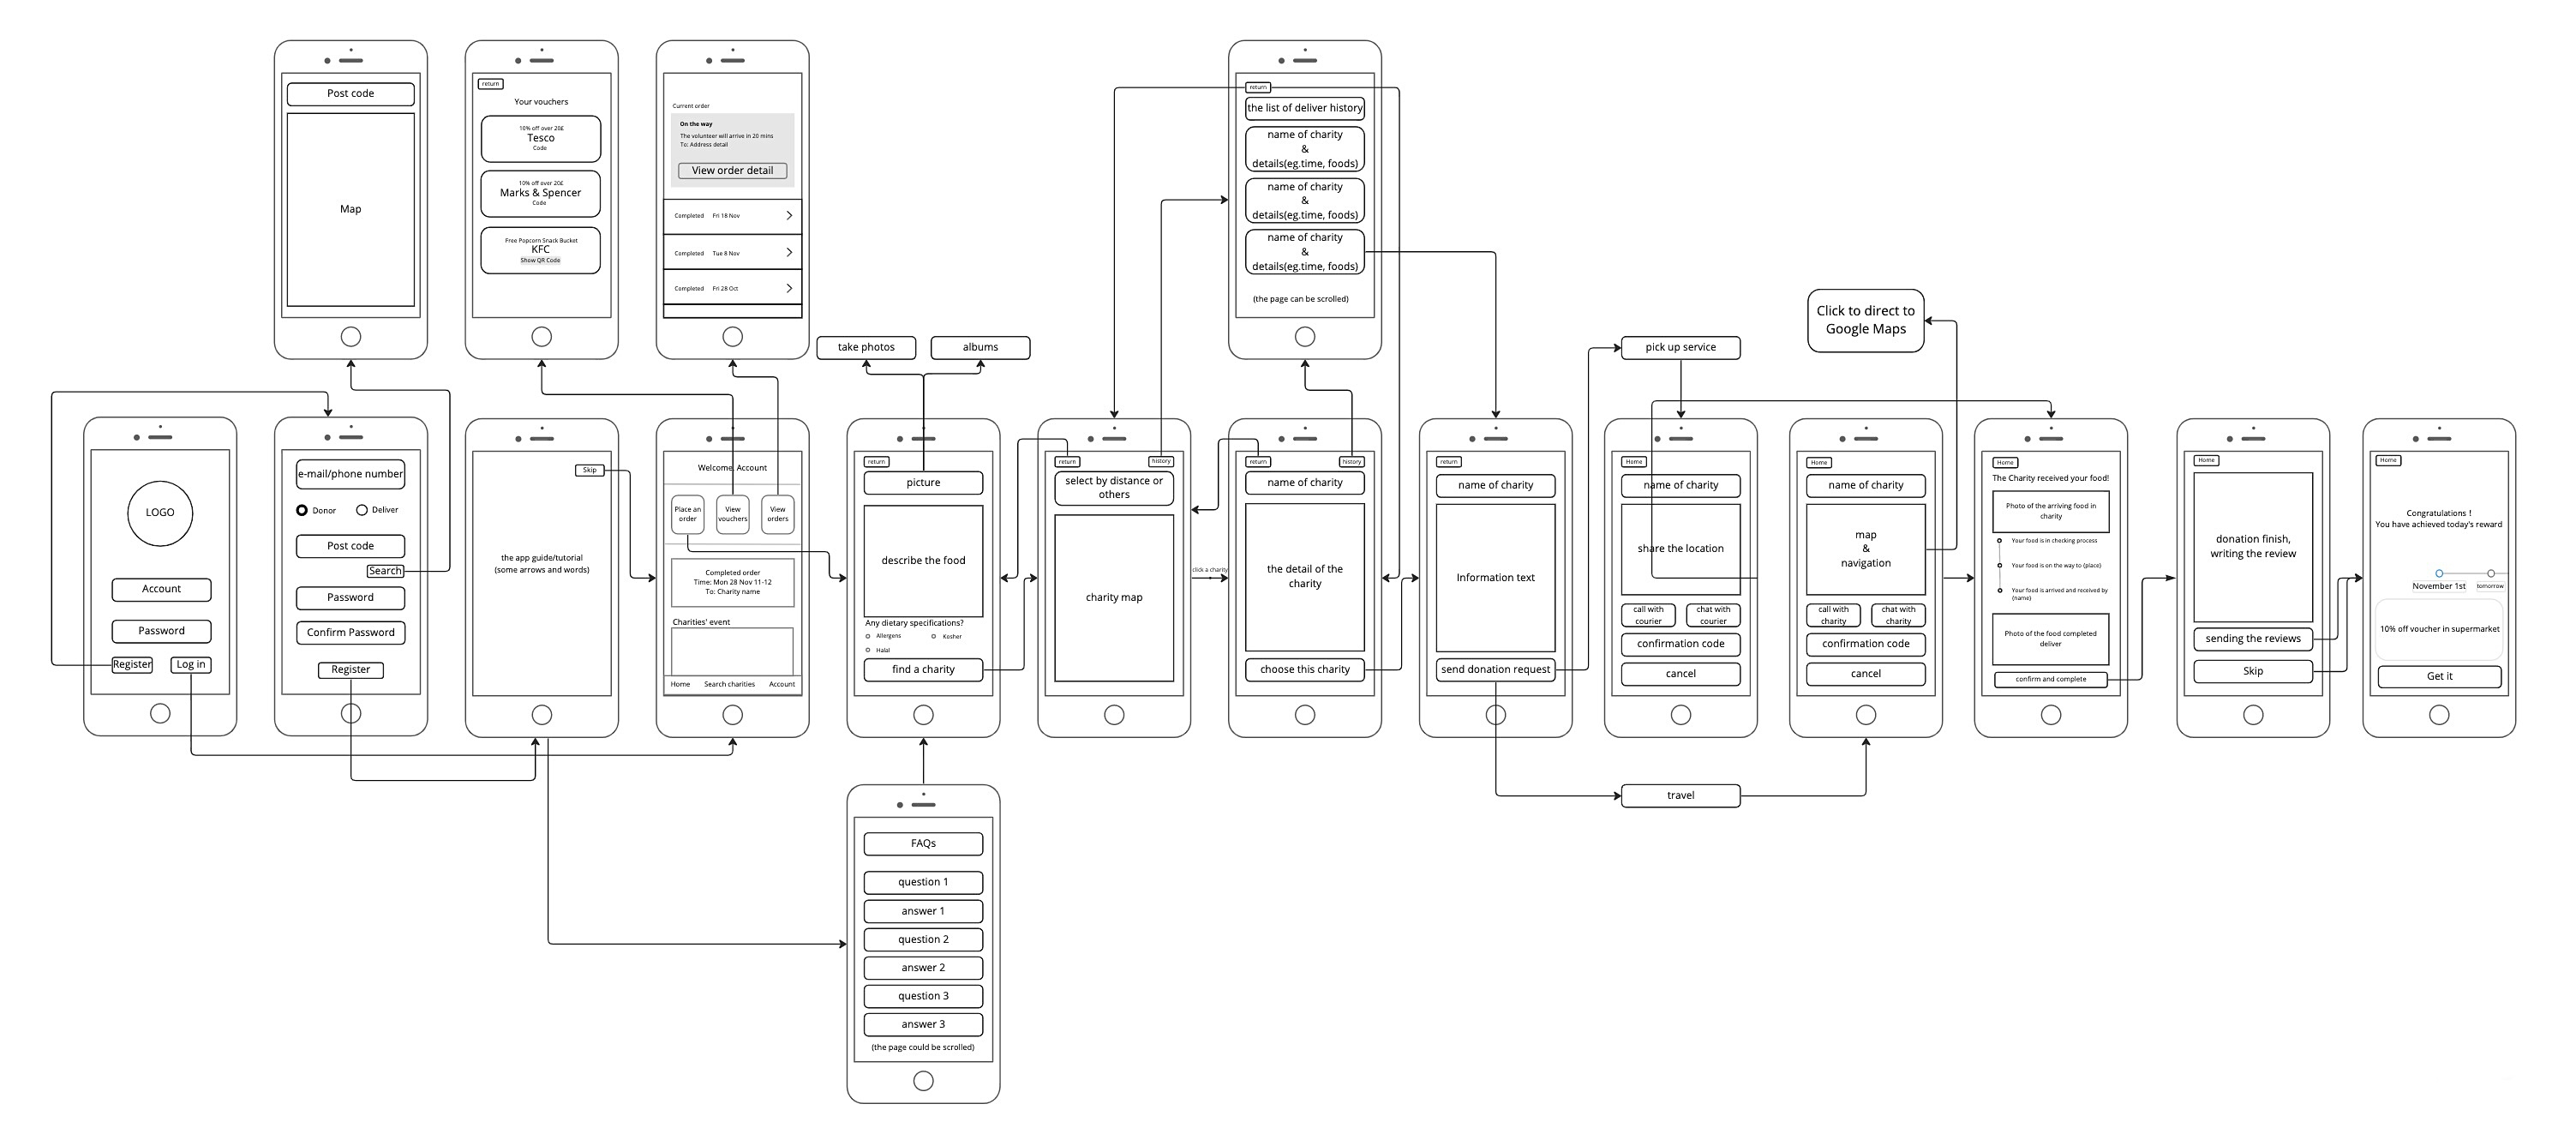 Post code
Map
return
Your vouchers
10% off over 20£
Tesco
Code
10% off over 20£
Marks & Spencer
Code
Free Popcorn Snack Bucket
KFC
Show QR Code
Current order
On the way
The volunteer will arrive in 20 mins
To: Address detail
View order detail
Completed Fri 18 Nov
Completed Tue 8 Nov
Completed Fri 28 Oct
return
the list of deliver history
name of charity
&
details(eg.time, foods)
name of charity
&
details(eg.time, foods)
name of charity
&
details(eg.time, foods)
(the page can be scrolled)
take photos
albums
pick up service
Click to direct to
Google Maps
LOGO
Account
Password
Register
Log in
e-mail/phone number
Donor
Deliver
Post code
Search
Password
Confirm Password
Register
Skip
the app guide/tutorial
(some arrows and words)
Welcome, Account
Place an
order
View
vouchers
View
orders
Completed order
Time: Mon 28 Nov 11-12
To: Charity name
Charities' event
Home
Search charities
Account
return
picture
describe the food
Any dietary specifications?
Allergens
Kosher
Halal
find a charity
return
history
select by distance or
others
charity map
click a charity
return
history
name of charity
the detail of the
charity
choose this charity
return
name of charity
Information text
send donation request
Home
name of charity
share the location
call with
courier
chat with
courier
confirmation code
cancel
Home
name of charity
map
&
navigation
call with
charity
chat with
charity
confirmation code
cancel
Home
The Charity received your food!
Photo of the arriving food in
charity
Your food is in checking process
Your food is on the way to (place)
Your food is arrived and received by
(name)
Photo of the food completed
deliver
confirm and complete
Home
donation finish,
writing the review
sending the reviews
Skip
Home
Congratulations !
You have achieved today's reward
November 1st
tomorrow
10% off voucher in supermarket
Get it
travel
FAQs
question 1
answer 1
question 2
answer 2
question 3
answer 3
(the page could be scrolled)